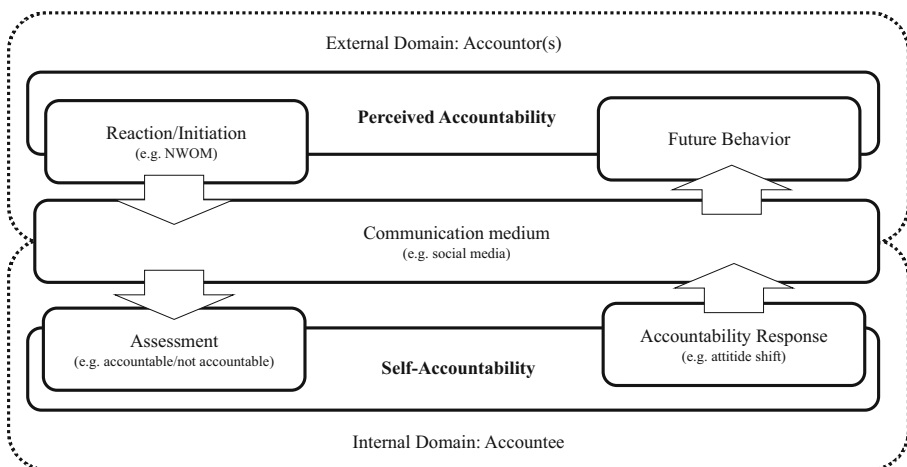 External Domain: Accountor(s)
Perceived Accountability
Reaction/Initiation
(e.g. NWOM)
Future Behavior
Communication medium
(e.g. social media)
Assessment
(e.g. accountable/not accountable)
Accountability Response
(e.g. attitide shift)
Self-Accountability
Internal Domain: Accountee